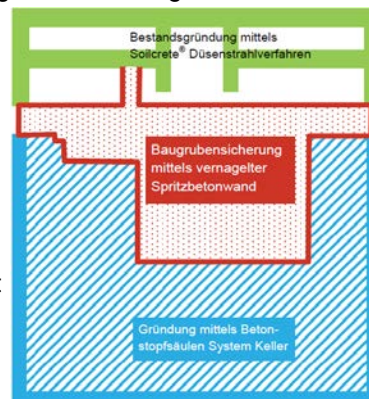 Bestandsgründung mittels
Soilcrete® Düsenstrahlverfahren
Baugrubensicherung
mittels vernagelter
Spritzbetonwand
Gründung mittels Beton-
stopfsäulen System Keller